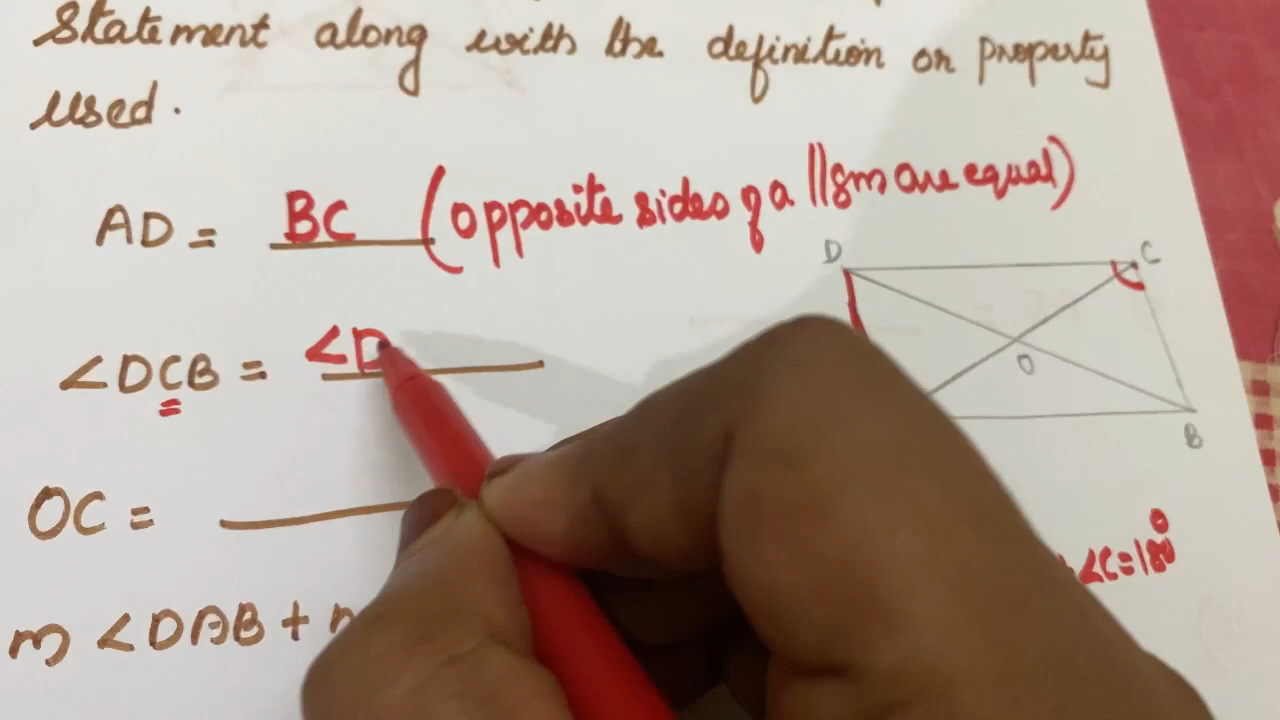 Statement along with the definition or property
used.
AD = BC (opposite sides of a ||gm are equal)
∠DCB = ∠D
D C
O
B
OC =
∠C=180°
m ∠DAB +